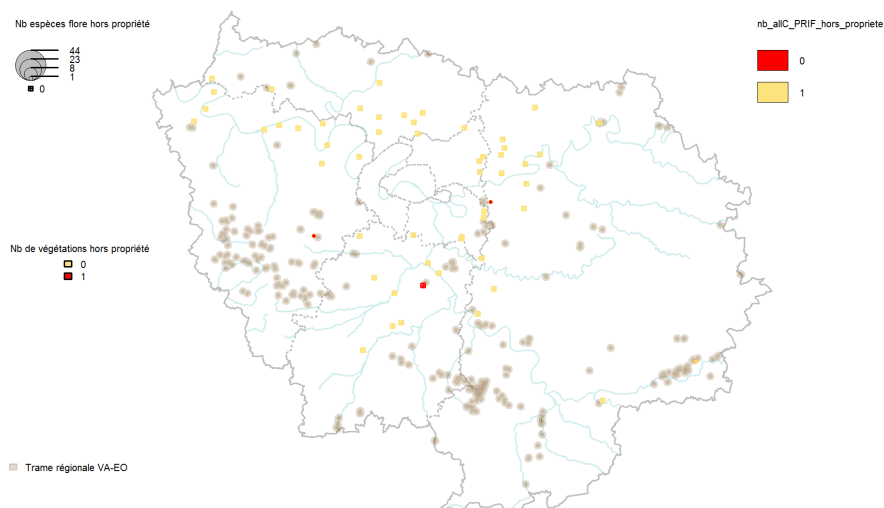 Nb espèces flore hors propriété
44
23
8
1
0
nb_allC_PRIF_hors_propriete
0
1
Nb de végétations hors propriété
0
1
Trame régionale VA-EO